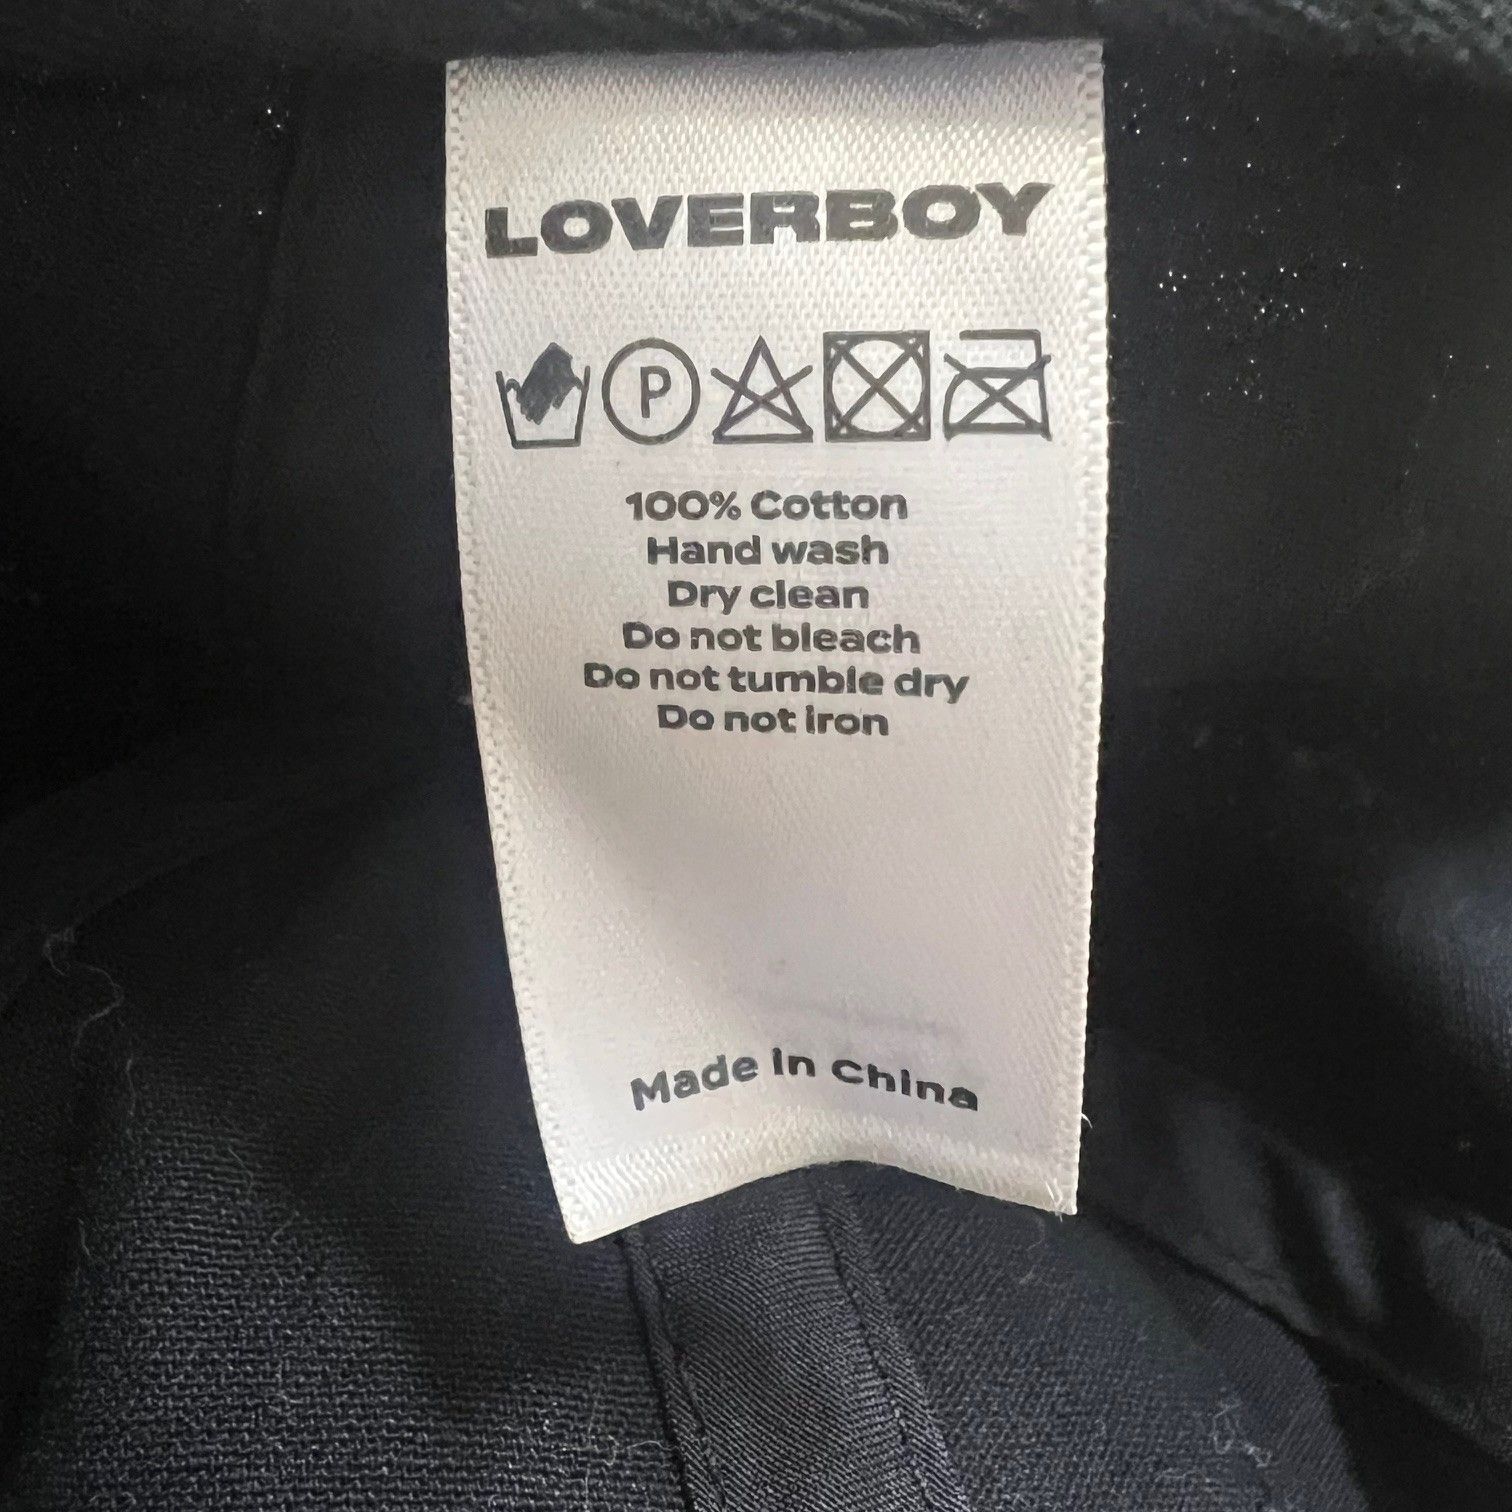 LOVERBOY
P
100% Cotton
Hand wash
Dry clean
Do not bleach
Do not tumble dry
Do not iron
Made in China